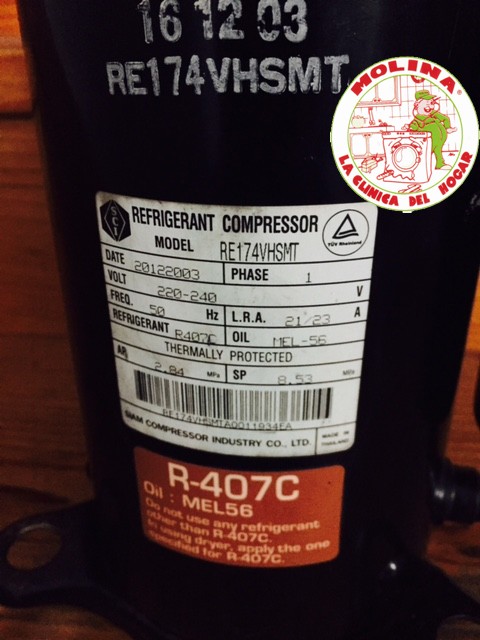 16 12 03
RE174VHSMT
MOLINA
LA CLINICA DEL HOGAR
SCI
REFRIGERANT COMPRESSOR
MODEL RE174VHSMT
TÜV Rheinland
DATE 20122003 PHASE 1
VOLT 220-240 V
FREQ. 50 Hz L.R.A. 21/23 A
REFRIGERANT R407C OIL MEL-56
THERMALLY PROTECTED
2.84 MPa SP 8.53 MPa
RE174VHSMTA0011934EA
SIAM COMPRESSOR INDUSTRY CO., LTD.
MADE IN
THAILAND
R-407C
Oil : MEL56
Do not use any refrigerant
other than R-407C.
In using dryer, apply the one
specified for R-407C.